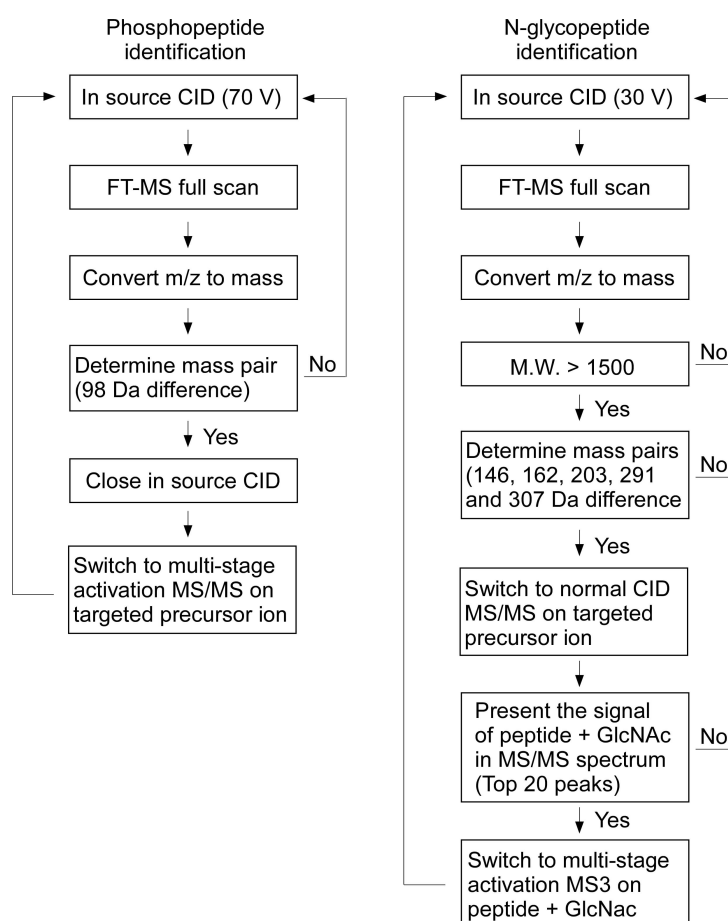 Phosphopeptide
identification
In source CID (70 V)
FT-MS full scan
Convert m/z to mass
Determine mass pair
(98 Da difference)
No
Yes
Close in source CID
Switch to multi-stage
activation MS/MS on
targeted precursor ion
N-glycopeptide
identification
In source CID (30 V)
FT-MS full scan
Convert m/z to mass
M.W. > 1500
No
Yes
Determine mass pairs
(146, 162, 203, 291
and 307 Da difference
No
Yes
Switch to normal CID
MS/MS on targeted
precursor ion
Present the signal
of peptide + GlcNAc
in MS/MS spectrum
(Top 20 peaks)
No
Yes
Switch to multi-stage
activation MS3 on
peptide + GlcNac